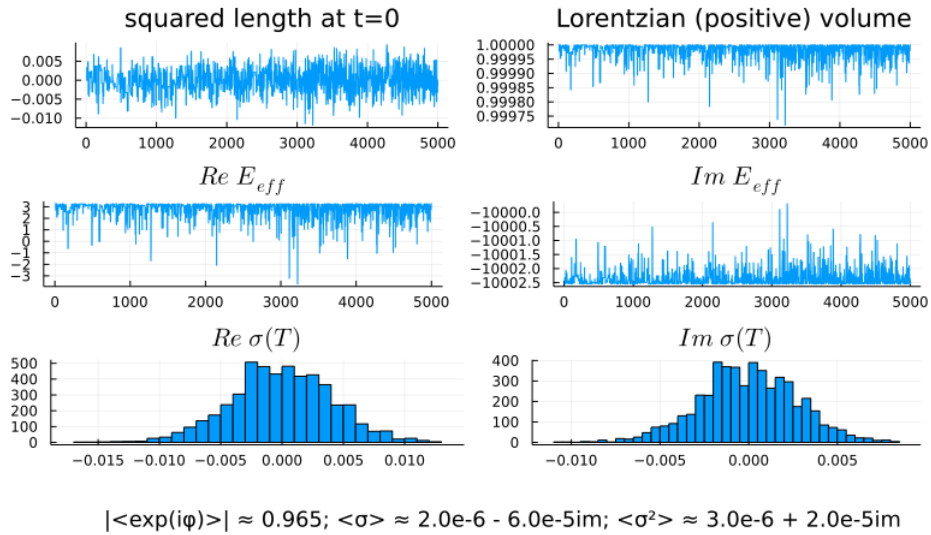 squared length at t=0
Lorentzian (positive) volume
0.005
0.000
−0.005
−0.010
0 1000 2000 3000 4000 5000
1.00000
0.99995
0.99990
0.99985
0.99980
0.99975
0 1000 2000 3000 4000 5000
Re E_eff
Im E_eff
3
2
1
0
−1
−2
−3
0 1000 2000 3000 4000 5000
−10000.0
−10000.5
−10001.0
−10001.5
−10002.0
−10002.5
0 1000 2000 3000 4000 5000
Re σ(T)
Im σ(T)
500
400
300
200
100
0
−0.015 −0.010 −0.005 0.000 0.005 0.010
400
300
200
100
0
−0.010 −0.005 0.000 0.005
|<exp(iφ)>| ≈ 0.965; <σ> ≈ 2.0e-6 - 6.0e-5im; <σ²> ≈ 3.0e-6 + 2.0e-5im